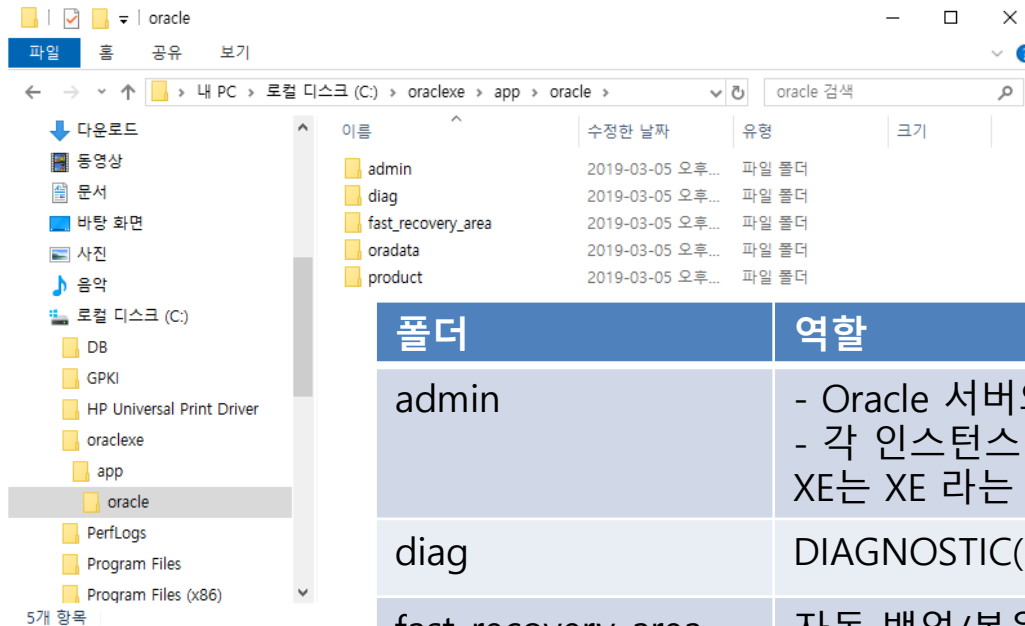 oracle
파일 홈 공유 보기
내 PC › 로컬 디스크 (C:) › oraclexe › app › oracle ›
oracle 검색
다운로드
동영상
문서
바탕 화면
사진
음악
로컬 디스크 (C:)
DB
GPKI
HP Universal Print Driver
oraclexe
app
oracle
PerfLogs
Program Files
Program Files (x86)
5개 항목
이름 수정한 날짜 유형 크기
admin 2019-03-05 오후... 파일 폴더
diag 2019-03-05 오후... 파일 폴더
fast_recovery_area 2019-03-05 오후... 파일 폴더
oradata 2019-03-05 오후... 파일 폴더
product 2019-03-05 오후... 파일 폴더
폴더 역할
admin
- Oracle
- 각 인스턴스
XE는 XE 라는
diag DIAGNOSTIC(
fast_recovery_area